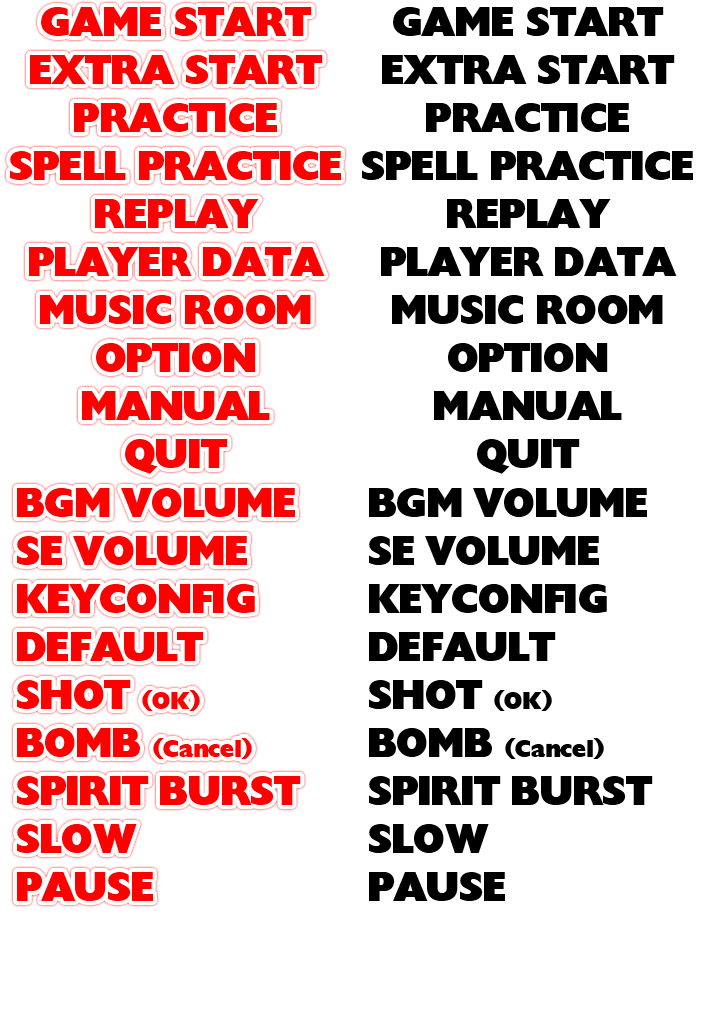 GAME START GAME START
EXTRA START EXTRA START
PRACTICE PRACTICE
SPELL PRACTICE SPELL PRACTICE
REPLAY REPLAY
PLAYER DATA PLAYER DATA
MUSIC ROOM MUSIC ROOM
OPTION OPTION
MANUAL MANUAL
QUIT QUIT
BGM VOLUME BGM VOLUME
SE VOLUME SE VOLUME
KEYCONFIG KEYCONFIG
DEFAULT DEFAULT
SHOT (OK) SHOT (OK)
BOMB (Cancel) BOMB (Cancel)
SPIRIT BURST SPIRIT BURST
SLOW SLOW
PAUSE PAUSE